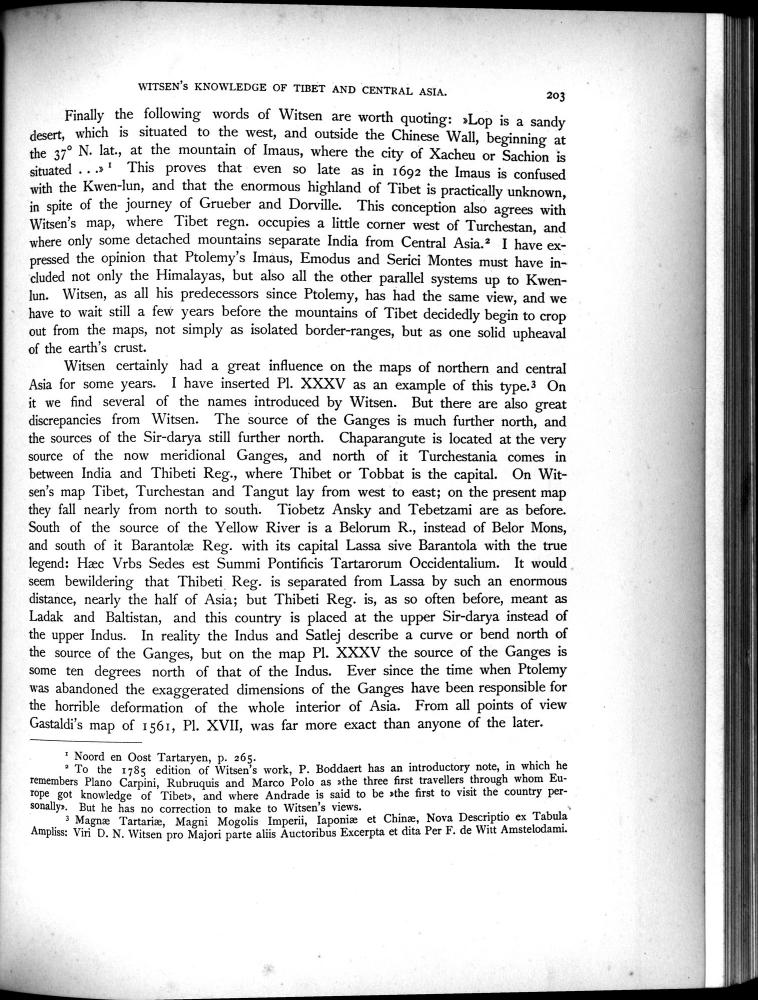 WITSEN'S KNOWLEDGE OF TIBET AND CENTRAL ASIA.
203
Finally the following words of Witsen are worth quoting: »Lop is a sandy
desert, which is situated to the west, and outside the Chinese Wall, beginning at
the 37° N. lat., at the mountain of Imaus, where the city of Xacheu or Sachion is
situated . . .» ¹ This proves that even so late as in 1692 the Imaus is confused
with the Kwen-lun, and that the enormous highland of Tibet is practically unknown,
in spite of the journey of Grueber and Dorville. This conception also agrees with
Witsen's map, where Tibet regn. occupies a little corner west of Turchestan, and
where only some detached mountains separate India from Central Asia.² I have ex-
pressed the opinion that Ptolemy's Imaus, Emodus and Serici Montes must have in-
cluded not only the Himalayas, but also all the other parallel systems up to Kwen-
lun. Witsen, as all his predecessors since Ptolemy, has had the same view, and we
have to wait still a few years before the mountains of Tibet decidedly begin to crop
out from the maps, not simply as isolated border-ranges, but as one solid upheaval
of the earth's crust.
Witsen certainly had a great influence on the maps of northern and central
Asia for some years. I have inserted Pl. XXXV as an example of this type.³ On
it we find several of the names introduced by Witsen. But there are also great
discrepancies from Witsen. The source of the Ganges is much further north, and
the sources of the Sir-darya still further north. Chaparangute is located at the very
source of the now meridional Ganges, and north of it Turchestania comes in
between India and Thibeti Reg., where Thibet or Tobbat is the capital. On Wit-
sen's map Tibet, Turchestan and Tangut lay from west to east; on the present map
they fall nearly from north to south. Tiobetz Ansky and Tebetzami are as before.
South of the source of the Yellow River is a Belorum R., instead of Belor Mons,
and south of it Barantolæ Reg. with its capital Lassa sive Barantola with the true
legend: Hæc Vrbs Sedes est Summi Pontificis Tartarorum Occidentalium. It would
seem bewildering that Thibeti Reg. is separated from Lassa by such an enormous
distance, nearly the half of Asia; but Thibeti Reg. is, as so often before, meant as
Ladak and Baltistan, and this country is placed at the upper Sir-darya instead of
the upper Indus. In reality the Indus and Satlej describe a curve or bend north of
the source of the Ganges, but on the map Pl. XXXV the source of the Ganges is
some ten degrees north of that of the Indus. Ever since the time when Ptolemy
was abandoned the exaggerated dimensions of the Ganges have been responsible for
the horrible deformation of the whole interior of Asia. From all points of view
Gastaldi's map of 1561, Pl. XVII, was far more exact than anyone of the later.
¹ Noord en Oost Tartaryen, p. 265.
² To the 1785 edition of Witsen's work, P. Boddaert has an introductory note, in which he
remembers Plano Carpini, Rubruquis and Marco Polo as »the three first travellers through whom Eu-
rope got knowledge of Tibet», and where Andrade is said to be »the first to visit the country per-
sonally». But he has no correction to make to Witsen's views.
³ Magnæ Tartariæ, Magni Mogolis Imperii, Iaponiæ et Chinæ, Nova Descriptio ex Tabula
Ampliss: Viri D. N. Witsen pro Majori parte aliis Auctoribus Excerpta et dita Per F. de Witt Amstelodami.